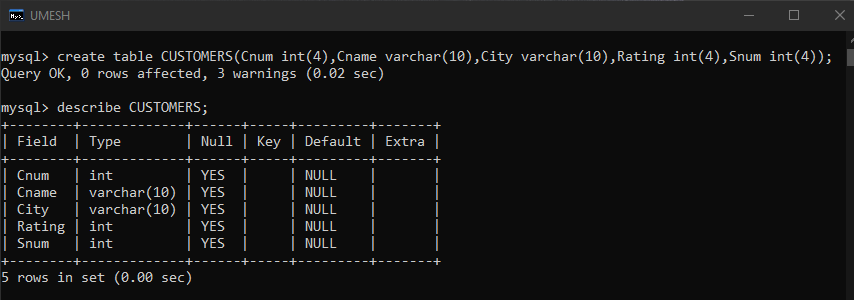 UMESH
mysql> create table CUSTOMERS(Cnum int(4),Cname varchar(10),City varchar(10),Rating int(4),Snum int(4));
Query OK, 0 rows affected, 3 warnings (0.02 sec)
mysql> describe CUSTOMERS;
+--------+-------------+------+-----+---------+-------+
| Field  | Type        | Null | Key | Default | Extra |
+--------+-------------+------+-----+---------+-------+
| Cnum   | int         | YES  |     | NULL    |       |
| Cname  | varchar(10) | YES  |     | NULL    |       |
| City   | varchar(10) | YES  |     | NULL    |       |
| Rating | int         | YES  |     | NULL    |       |
| Snum   | int         | YES  |     | NULL    |       |
+--------+-------------+------+-----+---------+-------+
5 rows in set (0.00 sec)